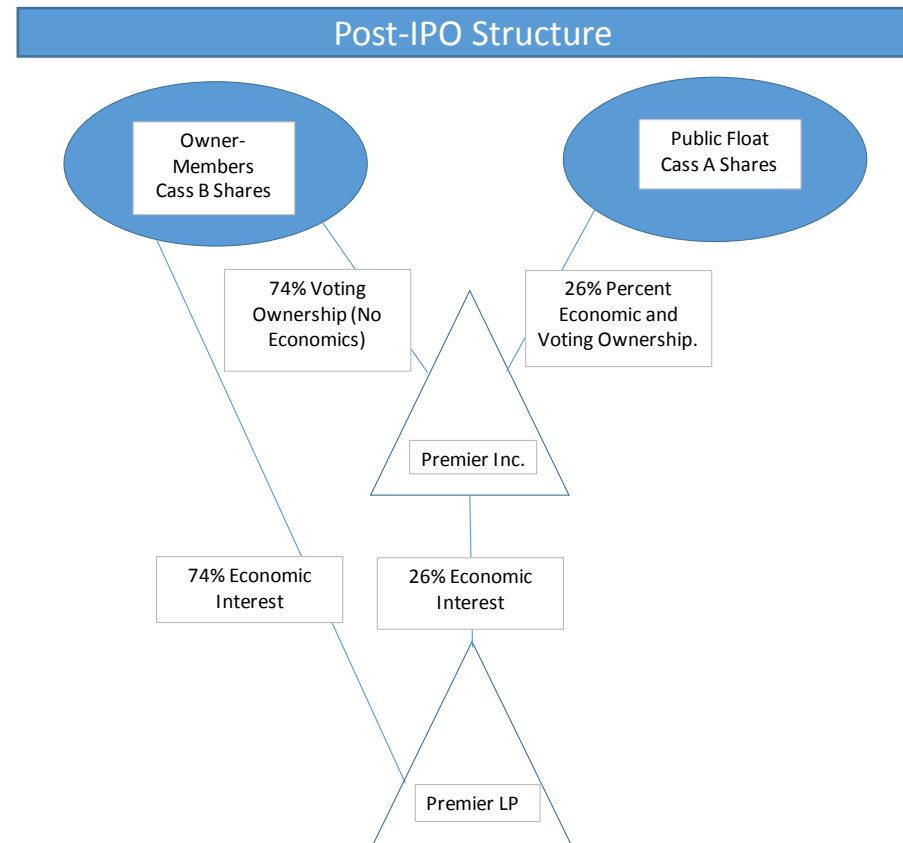 Post-IPO Structure
Owner-
Members
Cass B Shares
Public Float
Cass A Shares
74% Voting
Ownership (No
Economics)
26% Percent
Economic and
Voting Ownership.
Premier Inc.
74% Economic
Interest
26% Economic
Interest
Premier LP